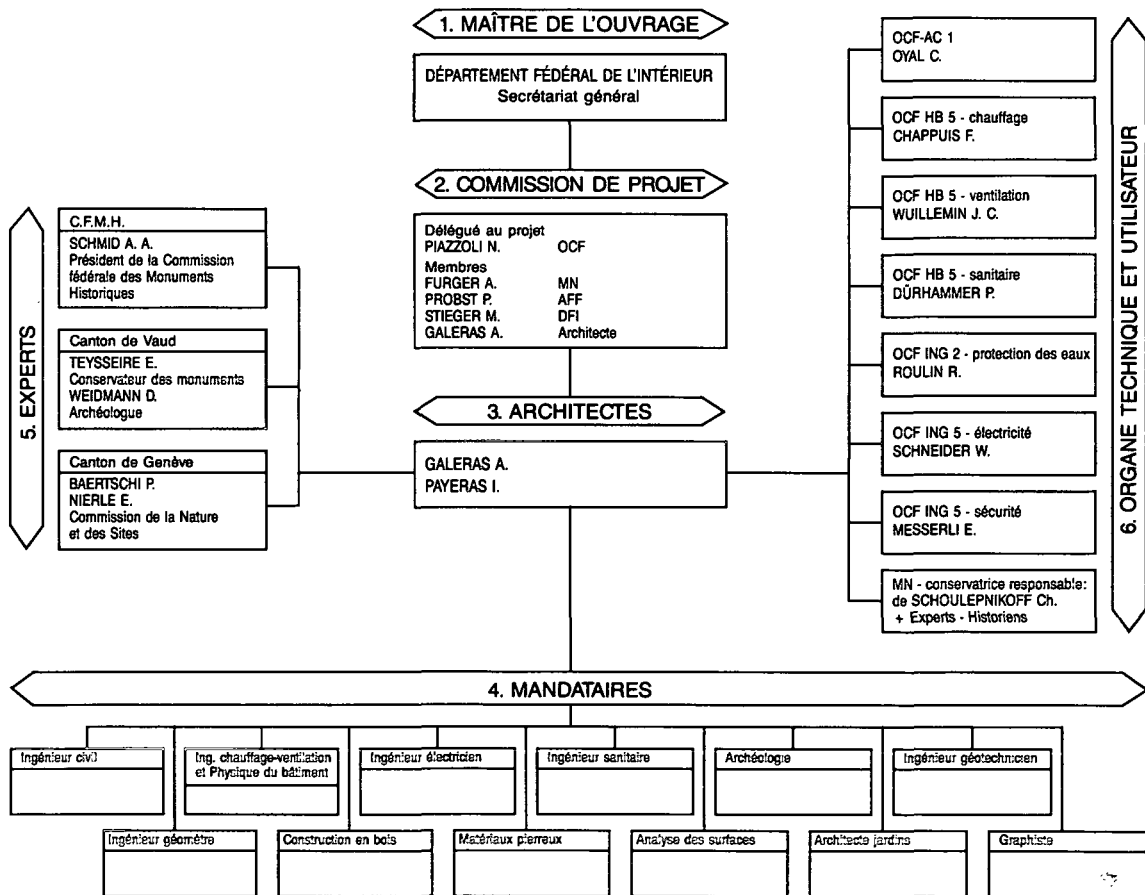 1. MAÎTRE DE L'OUVRAGE
DÉPARTEMENT FÉDÉRAL DE L'INTÉRIEUR
Secrétariat général
2. COMMISSION DE PROJET
Délégué au projet
PIAZZOLI N. OCF
Membres
FURGER A. MN
PROBST P. AFF
STIEGER M. DFI
GALERAS A. Architecte
3. ARCHITECTES
GALERAS A.
PAYERAS I.
5. EXPERTS
C.F.M.H.
SCHMID A. A.
Président de la Commission
fédérale des Monuments
Historiques
Canton de Vaud
TEYSSEIRE E.
Conservateur des monuments
WEIDMANN D.
Archéologue
Canton de Genève
BAERTSCHI P.
NIERLE E.
Commission de la Nature
et des Sites
6. ORGANE TECHNIQUE ET UTILISATEUR
OCF-AC 1
OYAL C.
OCF HB 5 - chauffage
CHAPPUIS F.
OCF HB 5 - ventilation
WUILLEMIN J. C.
OCF HB 5 - sanitaire
DÜRHAMMER P.
OCF ING 2 - protection des eaux
ROULIN R.
OCF ING 5 - électricité
SCHNEIDER W.
OCF ING 5 - sécurité
MESSERLI E.
MN - conservatrice responsable:
de SCHOULEPNIKOFF Ch.
+ Experts - Historiens
4. MANDATAIRES
Ingénieur civil
Ing. chauffage-ventilation
et Physique du bâtiment
Ingénieur électricien
Ingénieur sanitaire
Archéologie
Ingénieur géotechnicien
Ingénieur géomètre
Construction en bois
Matériaux pierreux
Analyse des surfaces
Architecte jardins
Graphiste